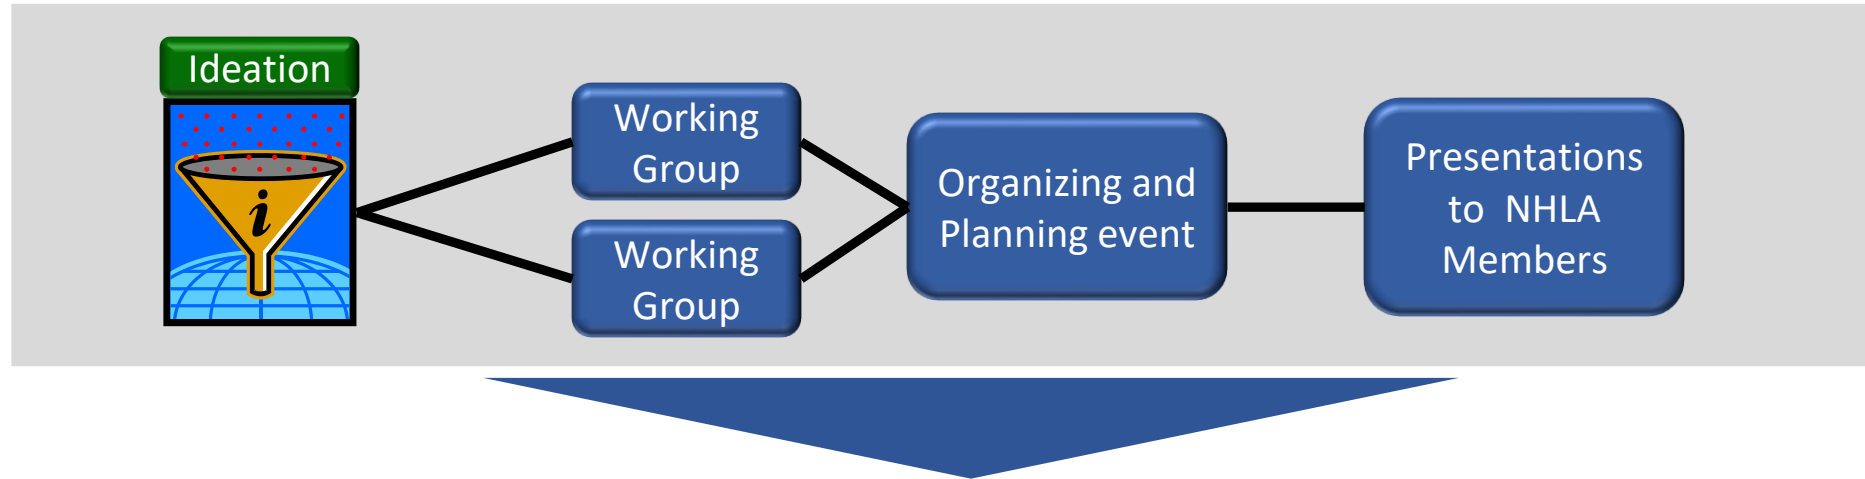 Ideation
i
Working
Group
Working
Group
Organizing and
Planning event
Presentations
to NHLA
Members